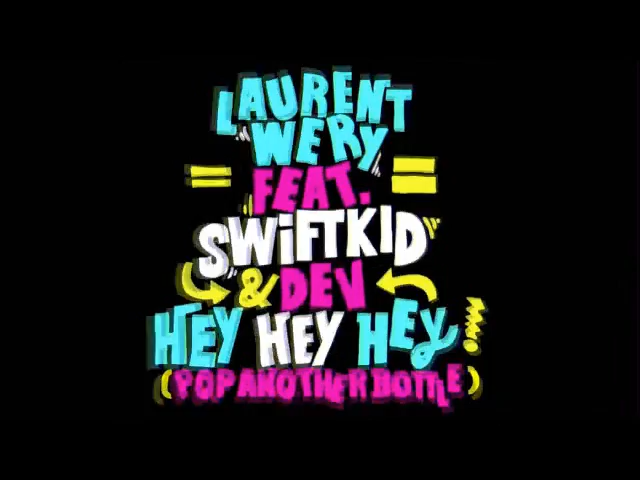 LAURENT
WERY
FEAT.
SWiFTKID
& DEV
HEY HEY HEY!
(POP ANOTHER BOTTLE)